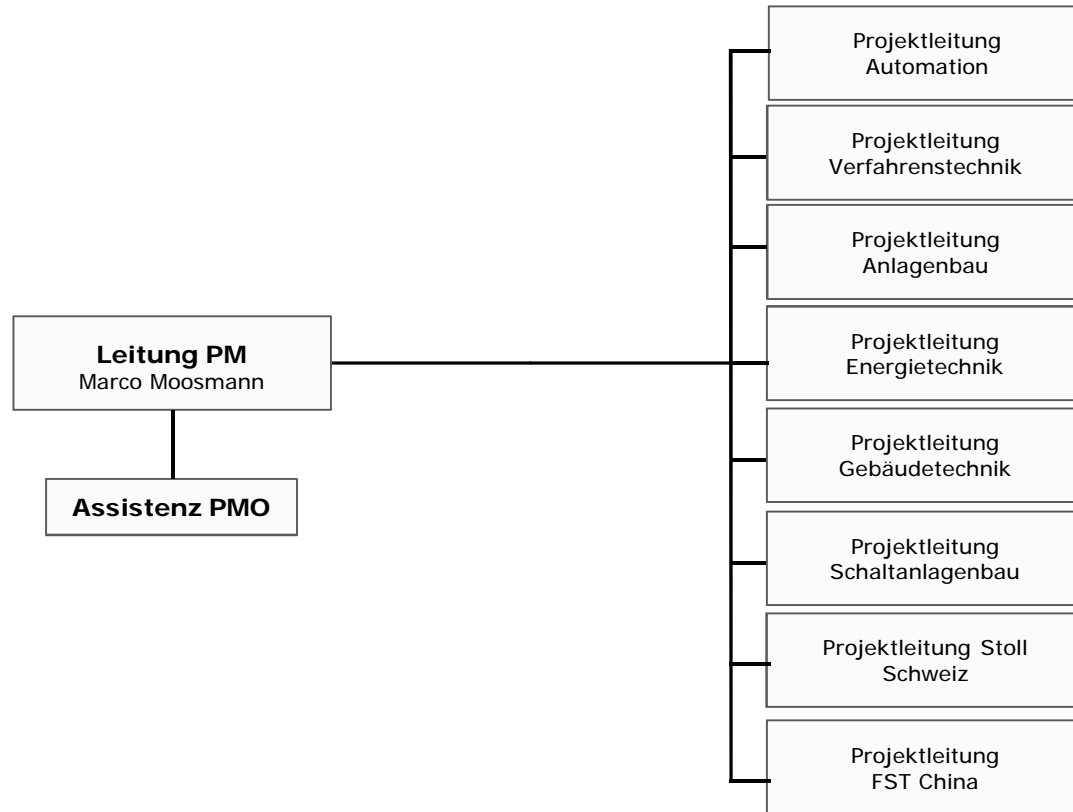 Leitung PM
Marco Moosmann
Assistenz PMO
Projektleitung
Automation
Projektleitung
Verfahrenstechnik
Projektleitung
Anlagenbau
Projektleitung
Energietechnik
Projektleitung
Gebäudetechnik
Projektleitung
Schaltanlagenbau
Projektleitung Stoll
Schweiz
Projektleitung
FST China